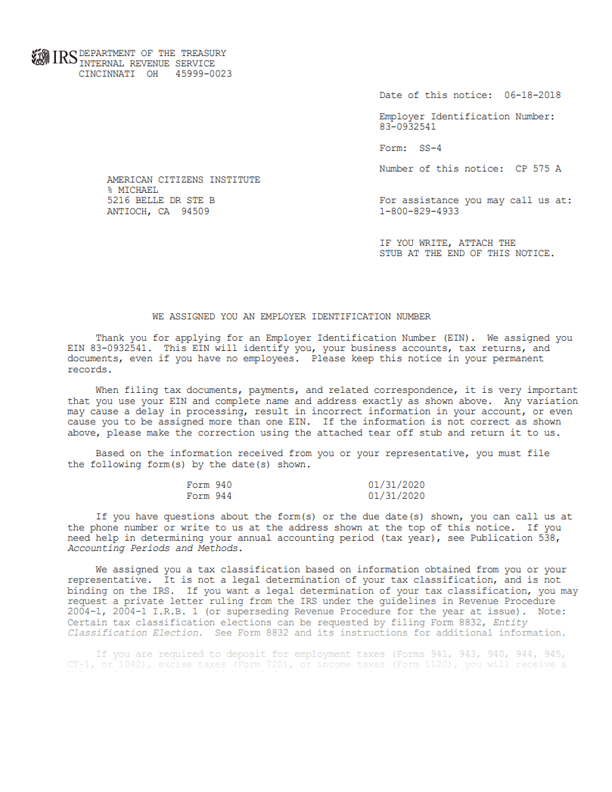 IRS DEPARTMENT OF THE TREASURY
INTERNAL REVENUE SERVICE
CINCINNATI OH 45999-0023
Date of this notice: 06-18-2018
Employer Identification Number:
83-0932541
Form: SS-4
Number of this notice: CP 575 A
AMERICAN CITIZENS INSTITUTE
% MICHAEL
5216 BELLE DR STE B
ANTIOCH, CA 94509
For assistance you may call us at:
1-800-829-4933
IF YOU WRITE, ATTACH THE
STUB AT THE END OF THIS NOTICE.
WE ASSIGNED YOU AN EMPLOYER IDENTIFICATION NUMBER
Thank you for applying for an Employer Identification Number (EIN). We assigned you
EIN 83-0932541. This EIN will identify you, your business accounts, tax returns, and
documents, even if you have no employees. Please keep this notice in your permanent
records.
When filing tax documents, payments, and related correspondence, it is very important
that you use your EIN and complete name and address exactly as shown above. Any variation
may cause a delay in processing, result in incorrect information in your account, or even
cause you to be assigned more than one EIN. If the information is not correct as shown
above, please make the correction using the attached tear off stub and return it to us.
Based on the information received from you or your representative, you must file
the following form(s) by the date(s) shown.
Form 940 01/31/2020
Form 944 01/31/2020
If you have questions about the form(s) or the due date(s) shown, you can call us at
the phone number or write to us at the address shown at the top of this notice. If you
need help in determining your annual accounting period (tax year), see Publication 538,
Accounting Periods and Methods.
We assigned you a tax classification based on information obtained from you or your
representative. It is not a legal determination of your tax classification, and is not
binding on the IRS. If you want a legal determination of your tax classification, you may
request a private letter ruling from the IRS under the guidelines in Revenue Procedure
2004-1, 2004-1 I.R.B. 1 (or superseding Revenue Procedure for the year at issue). Note:
Certain tax classification elections can be requested by filing Form 8832, Entity
Classification Election. See Form 8832 and its instructions for additional information.
If you are required to deposit for employment taxes (Forms 941, 943, 940, 944, 945,
CT-1, or 1042), excise taxes (Form 720), or income taxes (Form 1120), you will receive a